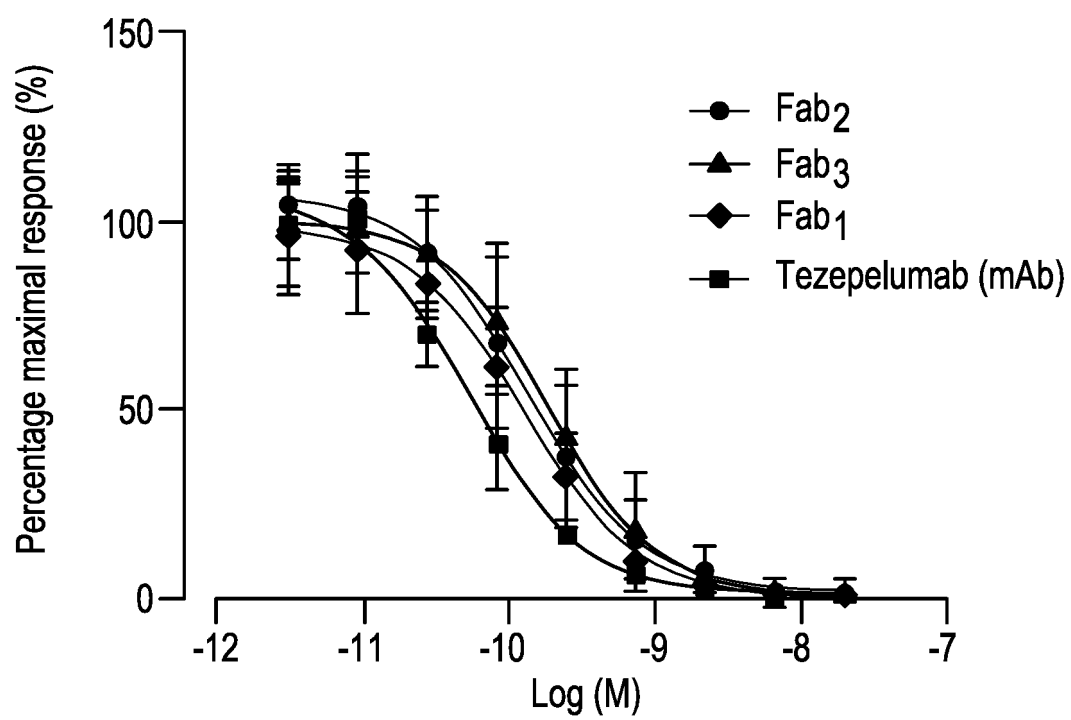 Percentage maximal response (%)
150
100
50
0
Fab2
Fab3
Fab1
Tezepelumab (mAb)
-12 -11 -10 -9 -8 -7
Log (M)